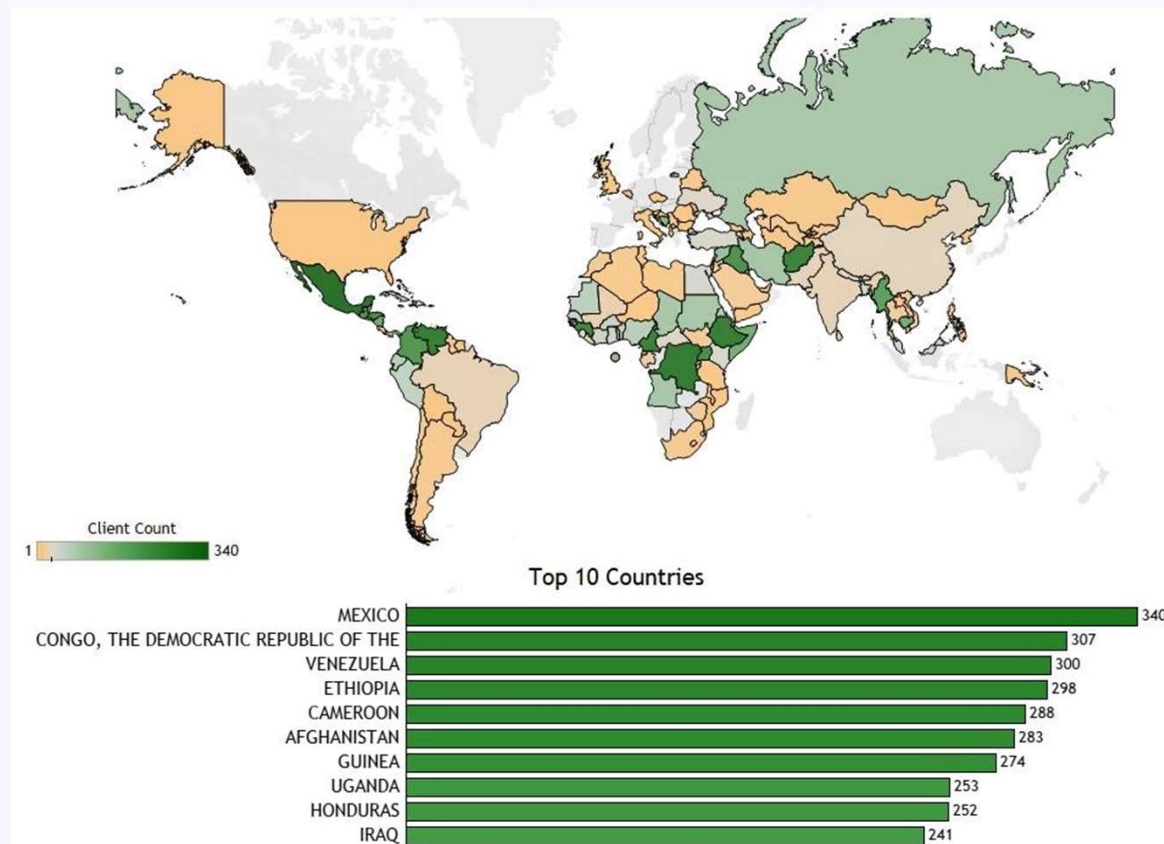 Client Count
1 340
Top 10 Countries
MEXICO 340
CONGO, THE DEMOCRATIC REPUBLIC OF THE 307
VENEZUELA 300
ETHIOPIA 298
CAMEROON 288
AFGHANISTAN 283
GUINEA 274
UGANDA 253
HONDURAS 252
IRAQ 241